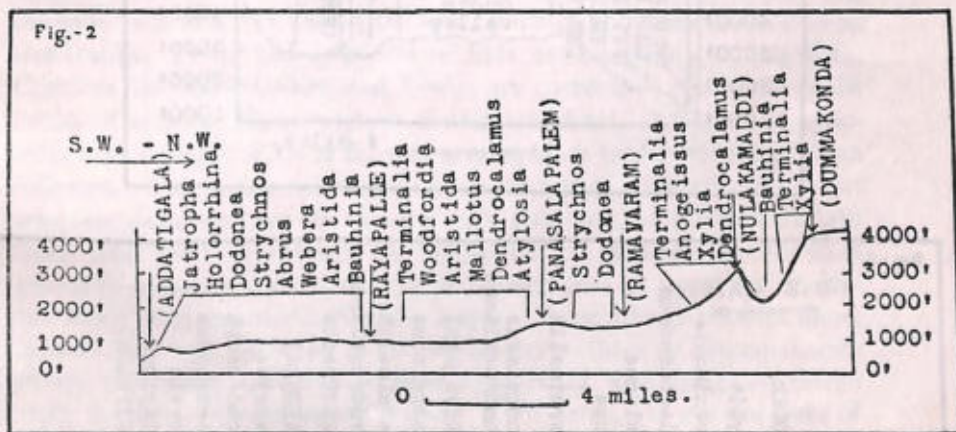 Fig.-2
S.W. - N.W.
(ADDATIGALA)
Jatropha
Holorrhina
Dodonea
Strychnos
Abrus
Webera
Aristida
Bauhinia
(RAYAPALE)
Terminalia
Woodfordia
Aristida
Mallotus
Dendrocalamus
Atylosia
(PANASALAPALEM)
Strychnos
Dodonea
(RAMAVARAM)
Terminalia
Anogeissus
Xylia
Dendrocalamus
(NULAKAMADDI)
Bauhinia
Terminalia
Xylia
(DUMMAKONDA)
4000'
3000'
2000'
1000'
0'
4000'
3000'
2000'
1000'
0'
0 4 miles.